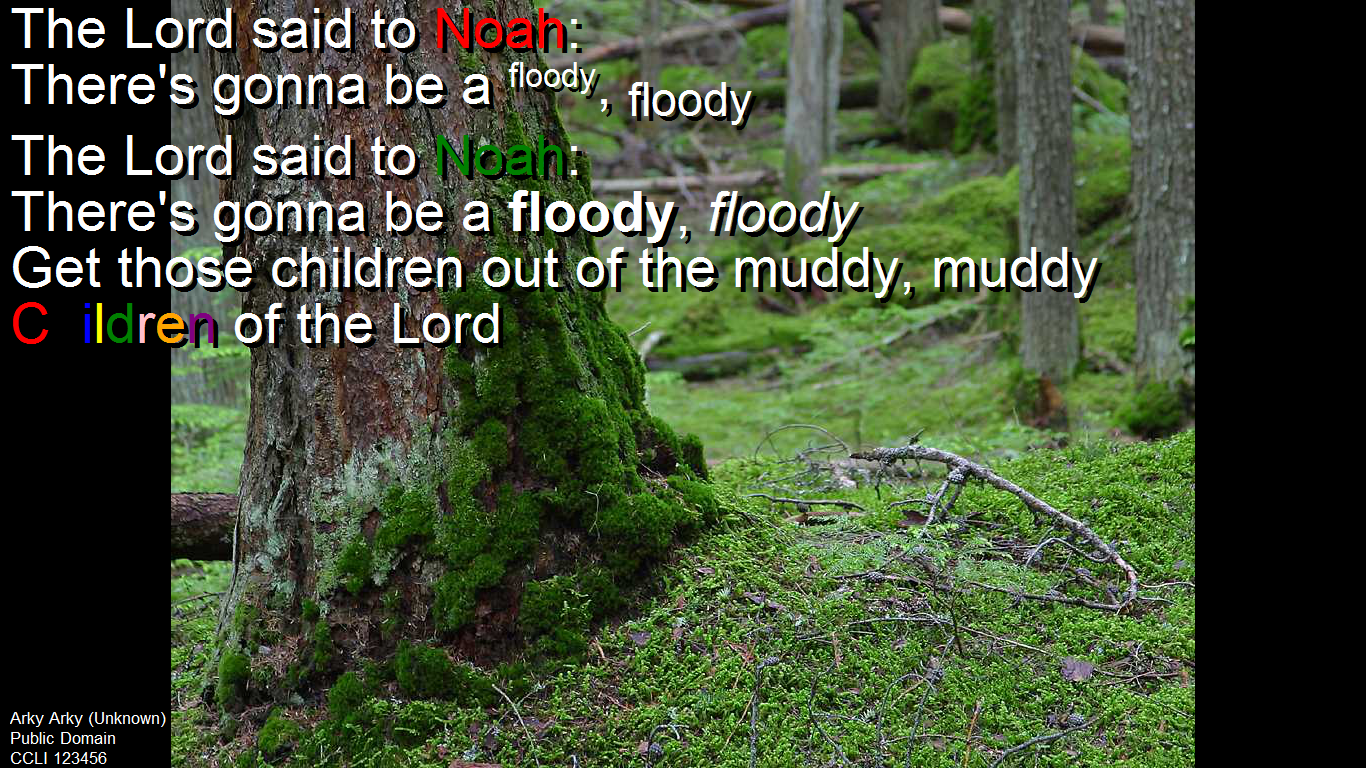 The Lord said to Noah:
There's gonna be a floody, floody
The Lord said to Noah:
There's gonna be a floody, floody
Get those children out of the muddy, muddy
C ildren of the Lord
Arky Arky (Unknown)
Public Domain
CCLI 123456